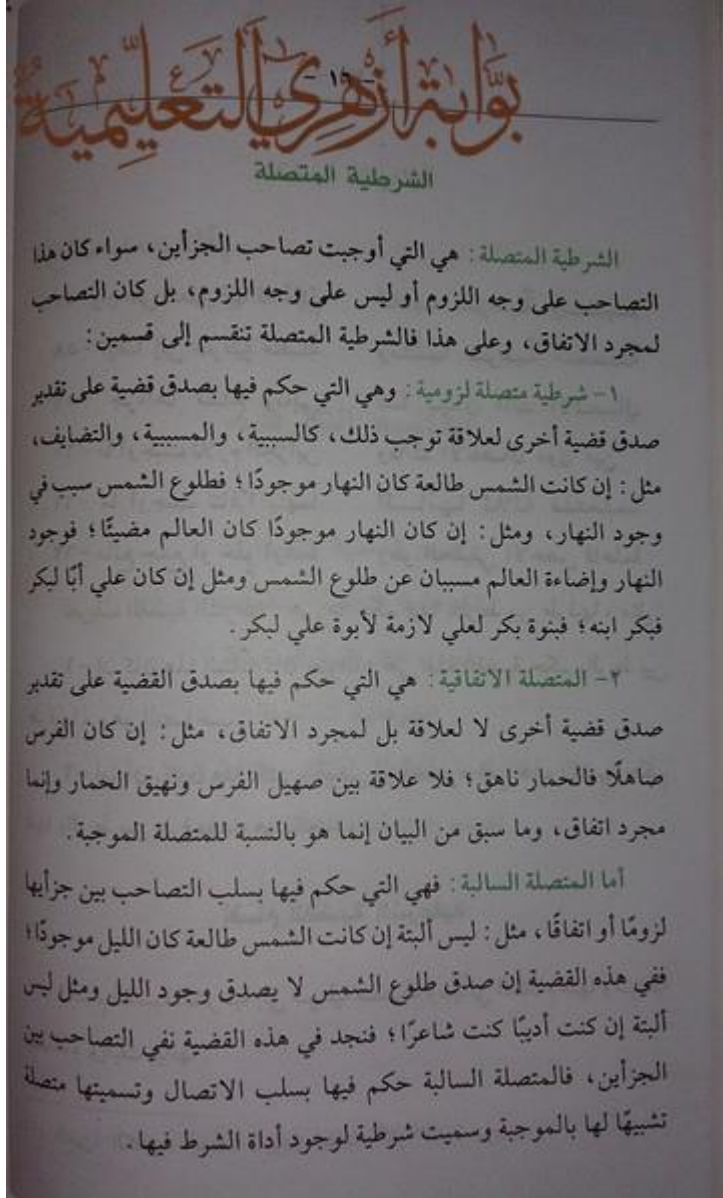 - ١٦ -
بوابة أزهري التعليمية
الشرطية المتصلة
الشرطية المتصلة : هي التي أوجبت تصاحب الجزأين، سواء كان هذا
التصاحب على وجه اللزوم أو ليس على وجه اللزوم، بل كان التصاحب
لمجرد الاتفاق، وعلى هذا فالشرطية المتصلة تنقسم إلى قسمين :
١- شرطية متصلة لزومية : وهي التي حكم فيها بصدق قضية على تقدير
صدق قضية أخرى لعلاقة توجب ذلك، كالسببية، والمسببية، والتضايف،
مثل : إن كانت الشمس طالعة كان النهار موجودًا ؛ فطلوع الشمس سبب في
وجود النهار، ومثل : إن كان النهار موجودًا كان العالم مضيئًا ؛ فوجود
النهار وإضاءة العالم مسببان عن طلوع الشمس ومثل إن كان علي أبًا لبكر
فبكر ابنه ؛ فبنوة بكر لعلي لازمة لأبوة علي لبكر .
٢- المتصلة الاتفاقية : هي التي حكم فيها بصدق القضية على تقدير
صدق قضية أخرى لا لعلاقة بل لمجرد الاتفاق، مثل : إن كان الفرس
صاهلًا فالحمار ناهق ؛ فلا علاقة بين صهيل الفرس ونهيق الحمار وإنما
مجرد اتفاق، وما سبق من البيان إنما هو بالنسبة للمتصلة الموجبة .
أما المتصلة السالبة : فهي التي حكم فيها بسلب التصاحب بين جزأيها
لزومًا أو اتفاقًا، مثل : ليس ألبتة إن كانت الشمس طالعة كان الليل موجودًا ؛
ففي هذه القضية إن صدق طلوع الشمس لا يصدق وجود الليل ومثل ليس
ألبتة إن كنت أديبًا كنت شاعرًا ؛ فنجد في هذه القضية نفي التصاحب بين
الجزأين، فالمتصلة السالبة حكم فيها بسلب الاتصال وتسميتها متصلة
تشبيهًا لها بالموجبة وسميت شرطية لوجود أداة الشرط فيها .